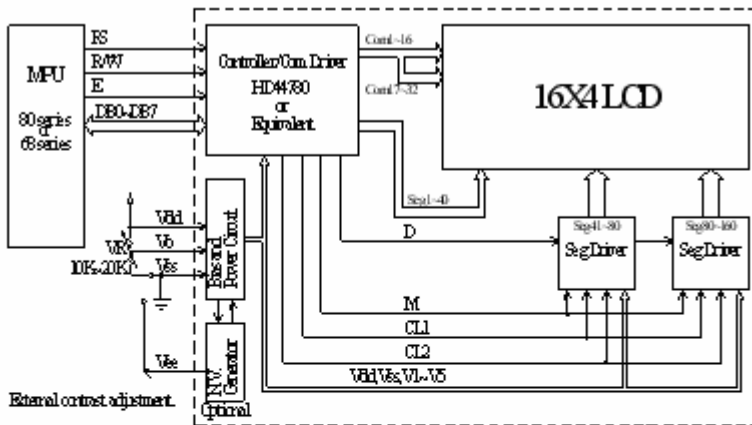 RS
R/W
E
DB0~DB7
MPU
80 series
or
68 series
Controller/Com Driver
HD44780
or
Equivalent
Com1~16
Com17~32
16X4 LCD
Seg1~40
Seg41~80
Seg Driver
Seg80~160
Seg Driver
D
M
CL1
CL2
Vdd,Vss,V1~V5
Vdd
Vo
Vss
VR
10K~20K
Bias and
Power Circuit
Vee
N.V.
Generator
Optional
External contrast adjustment.